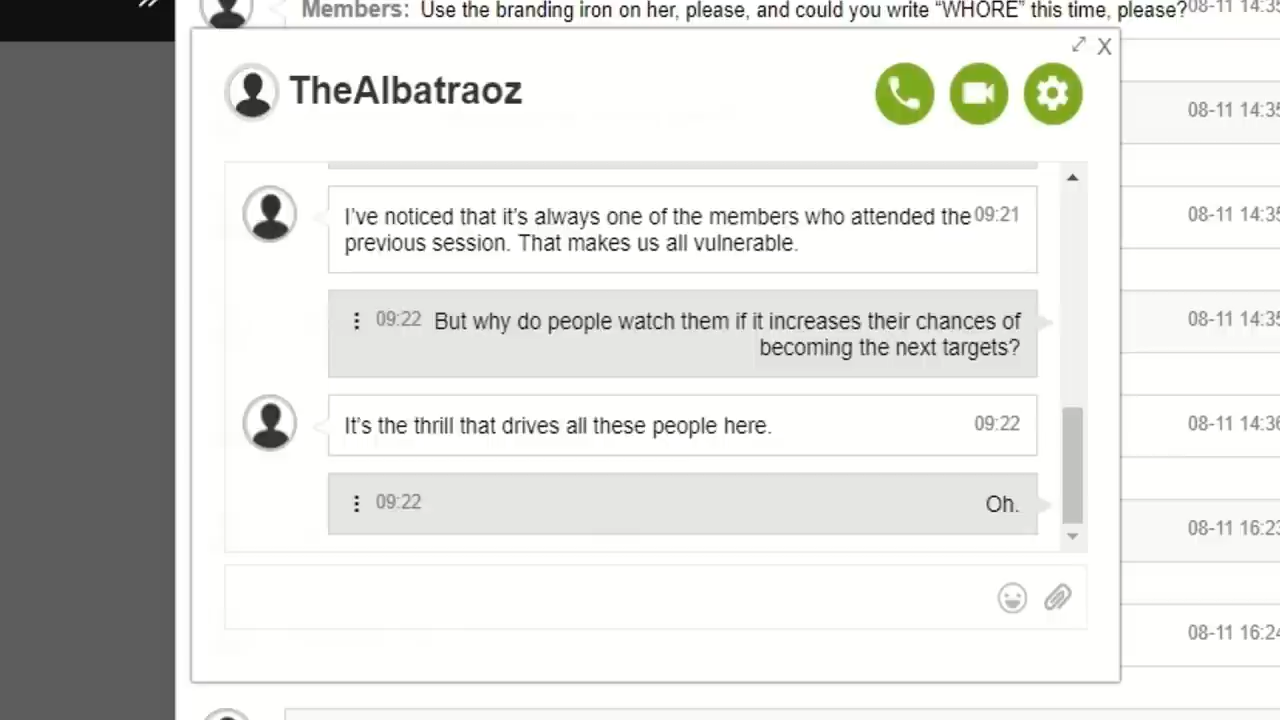 Members: Use the branding iron on her, please, and could you write “WHORE” this time, please?
TheAlbatraoz
08-11 14:35
I’ve noticed that it’s always one of the members who attended the 09:21
previous session. That makes us all vulnerable.
08-11 14:35
09:22 But why do people watch them if it increases their chances of
becoming the next targets?
08-11 14:35
It’s the thrill that drives all these people here. 09:22
08-11 14:36
09:22 Oh.
08-11 16:23
08-11 16:24